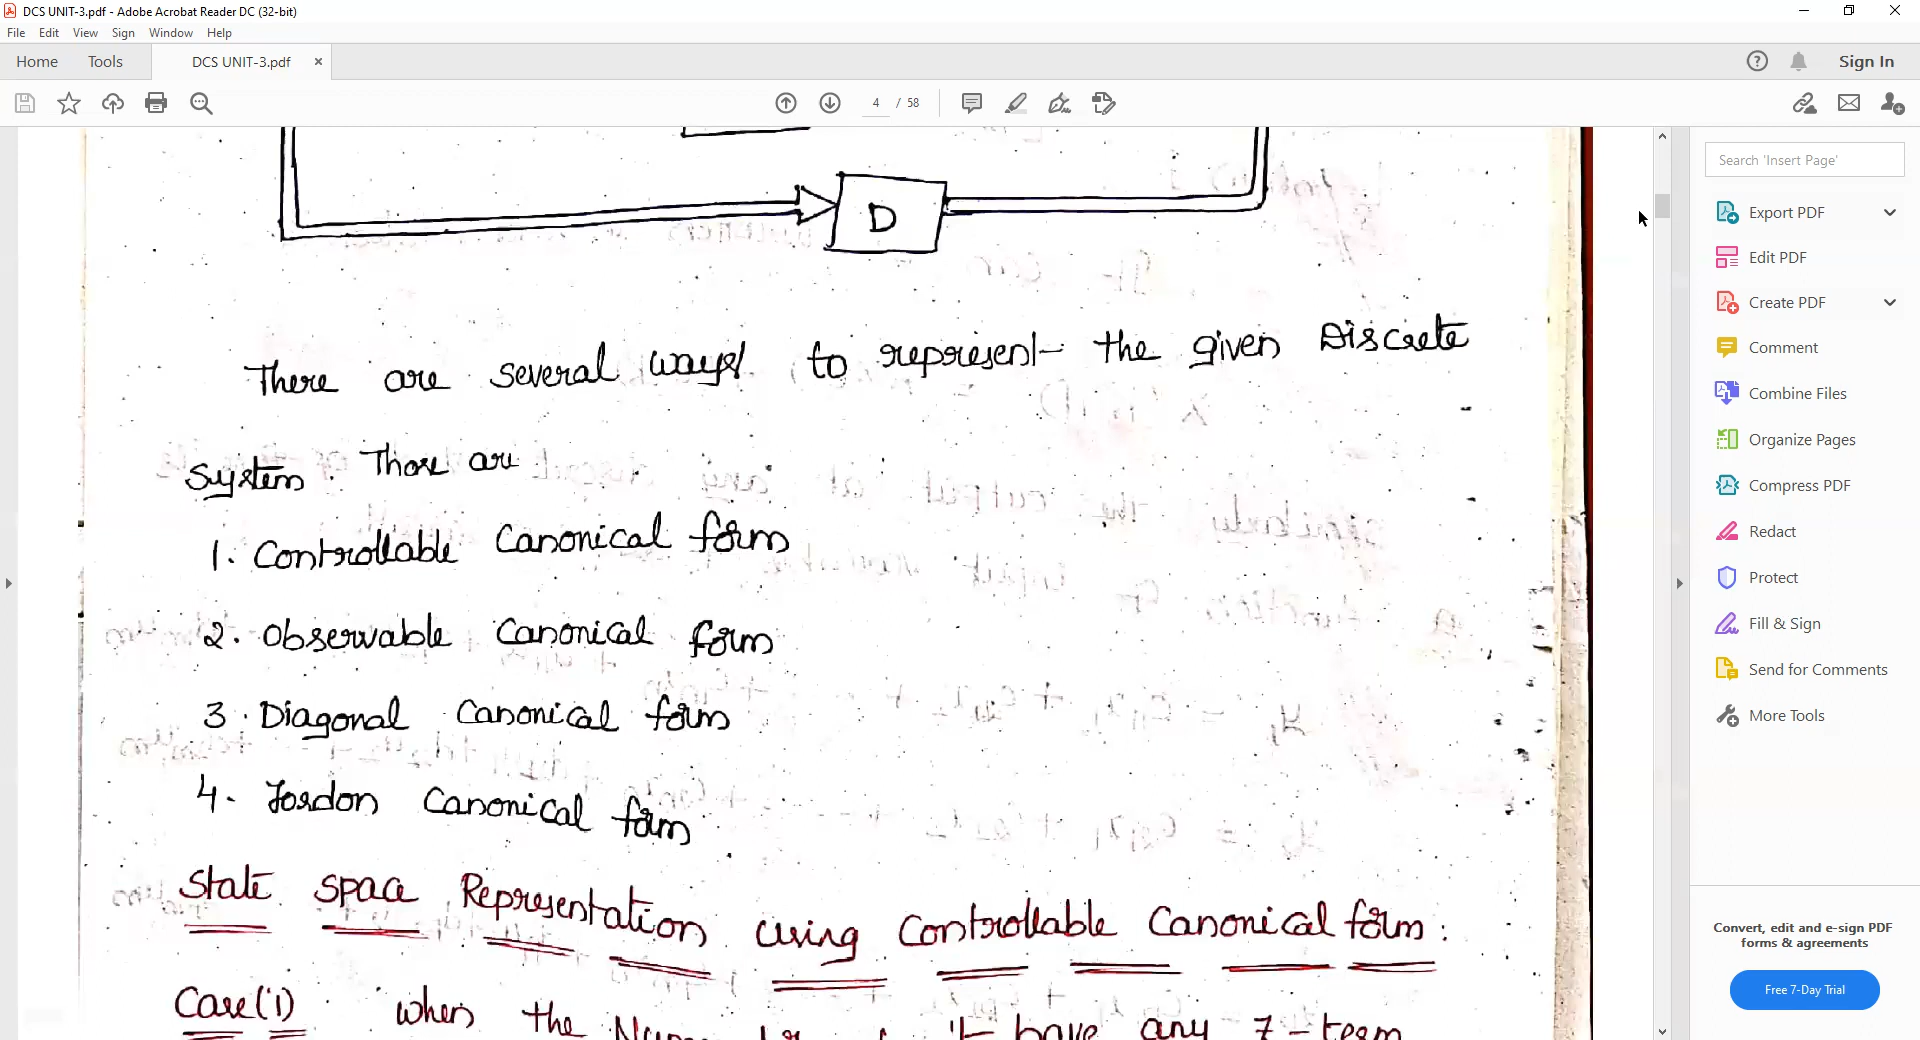 DCS UNIT-3.pdf - Adobe Acrobat Reader DC (32-bit)
File Edit View Sign Window Help
Home Tools DCS UNIT-3.pdf × Sign In
4 / 58
Search 'Insert Page'
Export PDF
Edit PDF
Create PDF
Comment
Combine Files
Organize Pages
Compress PDF
Redact
Protect
Fill & Sign
Send for Comments
More Tools
Convert, edit and e-sign PDF
forms & agreements
Free 7-Day Trial
D
There are several ways to represent the given Discrete
System. Those are
1. Controllable Canonical form
2. Observable Canonical form
3. Diagonal Canonical form
4. Jordon Canonical form
State Space Representation using Controllable Canonical form:
Case(i) when the have any z-term